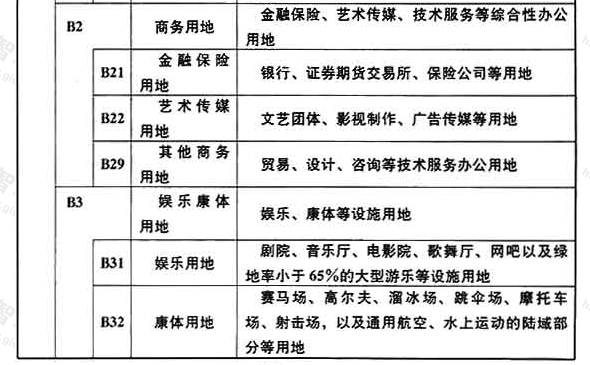 B2 商务用地 金融保险、艺术传媒、技术服务等综合性办公
用地
B21 金融保险
用地 银行、证券期货交易所、保险公司等用地
B22 艺术传媒
用地 文艺团体、影视制作、广告传媒等用地
B29 其他商务
用地 贸易、设计、咨询等技术服务办公用地
B3 娱乐康体
用地 娱乐、康体等设施用地
B31 娱乐用地 剧院、音乐厅、电影院、歌舞厅、网吧以及绿
地率小于65%的大型游乐等设施用地
B32 康体用地 赛马场、高尔夫、溜冰场、跳伞场、摩托车
场、射击场，以及通用航空、水上运动的陆域部
分等用地